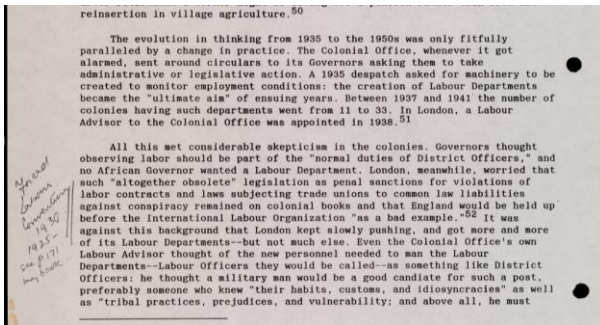 reinsertion in village agriculture.50
The evolution in thinking from 1935 to the 1950s was only fitfully
paralleled by a change in practice. The Colonial Office, whenever it got
alarmed, sent around circulars to its Governors asking them to take
administrative or legislative action. A 1935 despatch asked for machinery to be
created to monitor employment conditions: the creation of Labour Departments
became the "ultimate aim" of ensuing years. Between 1937 and 1941 the number of
colonies having such departments went from 11 to 33. In London, a Labour
Advisor to the Colonial Office was appointed in 1938.51
All this met considerable skepticism in the colonies. Governors thought
observing labor should be part of the "normal duties of District Officers," and
no African Governor wanted a Labour Department. London, meanwhile, worried that
such "altogether obsolete" legislation as penal sanctions for violations of
labor contracts and laws subjecting trade unions to common law liabilities
against conspiracy remained on colonial books and that England would be held up
before the International Labour Organization "as a bad example."52 It was
against this background that London kept slowly pushing, and got more and more
of its Labour Departments--but not much else. Even the Colonial Office's own
Labour Advisor thought of the new personnel needed to man the Labour
Departments--Labour Officers they would be called--as something like District
Officers: he thought a military man would be a good candiate for such a post,
preferably someone who knew "their habits, customs, and idiosyncracies" as well
as "tribal practices, prejudices, and vulnerability; and above all, he must
1930
1935-
see p.171
my book